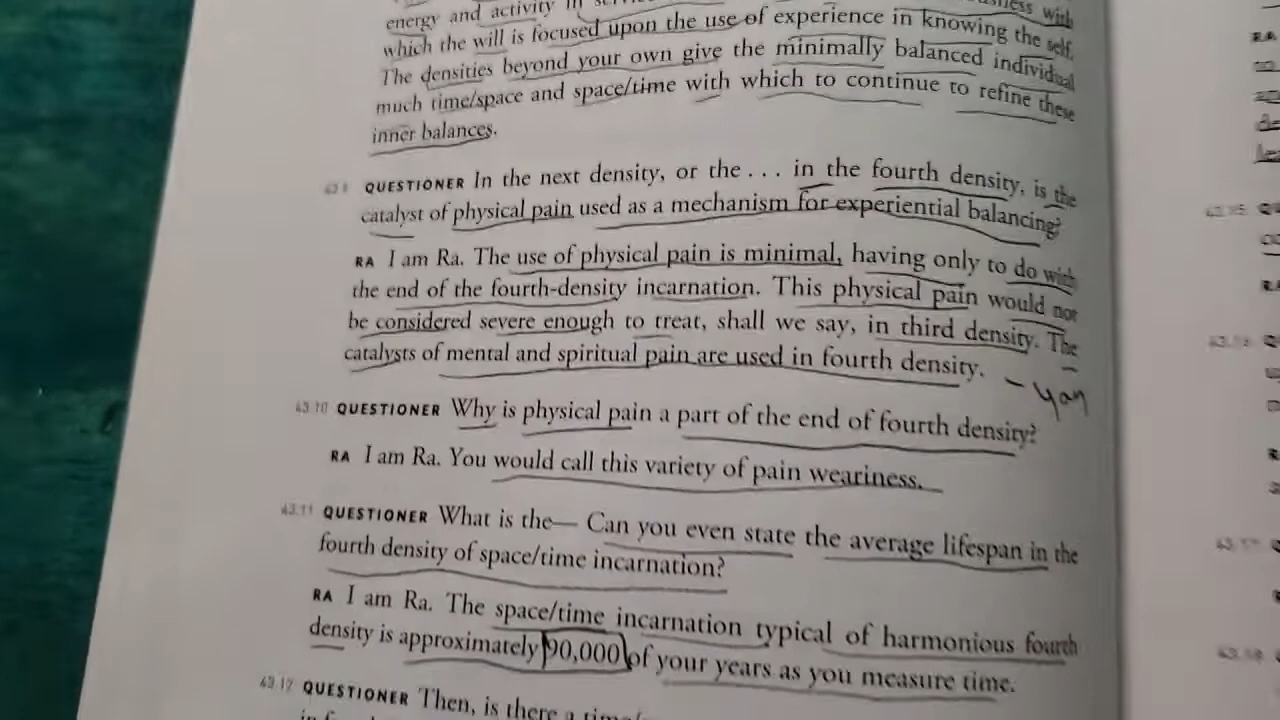 energy and activity in
which the will is focused upon the use of experience in knowing the self.
The densities beyond your own give the minimally balanced individual
much time/space and space/time with which to continue to refine these
inner balances.
43.9 QUESTIONER In the next density, or the . . . in the fourth density, is the
catalyst of physical pain used as a mechanism for experiential balancing?
RA I am Ra. The use of physical pain is minimal, having only to do with
the end of the fourth-density incarnation. This physical pain would not
be considered severe enough to treat, shall we say, in third density. The
catalysts of mental and spiritual pain are used in fourth density.
– yay
43.10 QUESTIONER Why is physical pain a part of the end of fourth density?
RA I am Ra. You would call this variety of pain weariness.
43.11 QUESTIONER What is the— Can you even state the average lifespan in the
fourth density of space/time incarnation?
RA I am Ra. The space/time incarnation typical of harmonious fourth
density is approximately 90,000 of your years as you measure time.
43.12 QUESTIONER Then, is there a time/